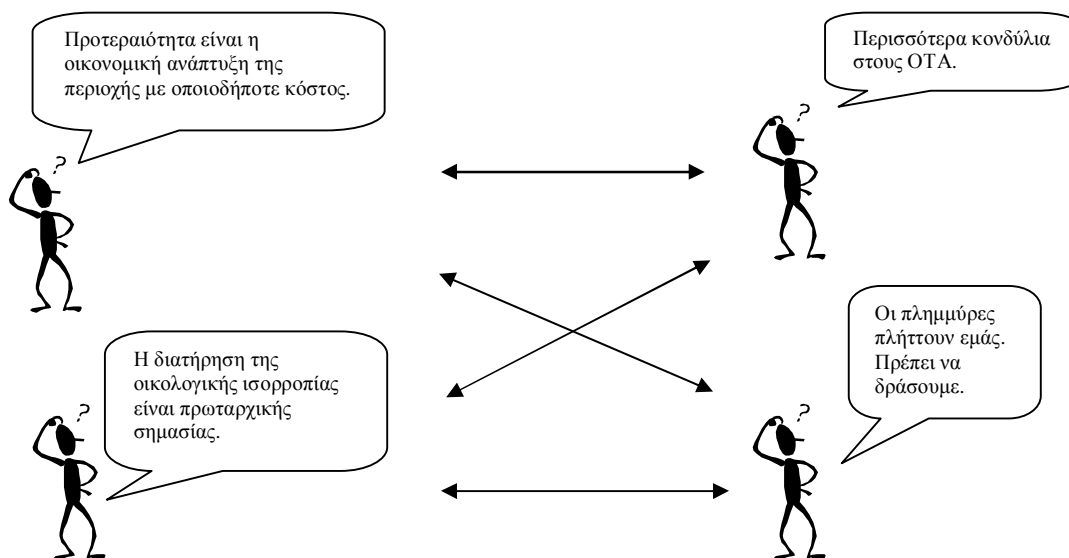 Προτεραιότητα είναι η
οικονομική ανάπτυξη της
περιοχής με οποιοδήποτε κόστος.
Περισσότερα κονδύλια
στους ΟΤΑ.
?
?
Η διατήρηση της
οικολογικής ισορροπίας
είναι πρωταρχικής
σημασίας.
Οι πλημμύρες
πλήττουν εμάς.
Πρέπει να
δράσουμε.
?
?